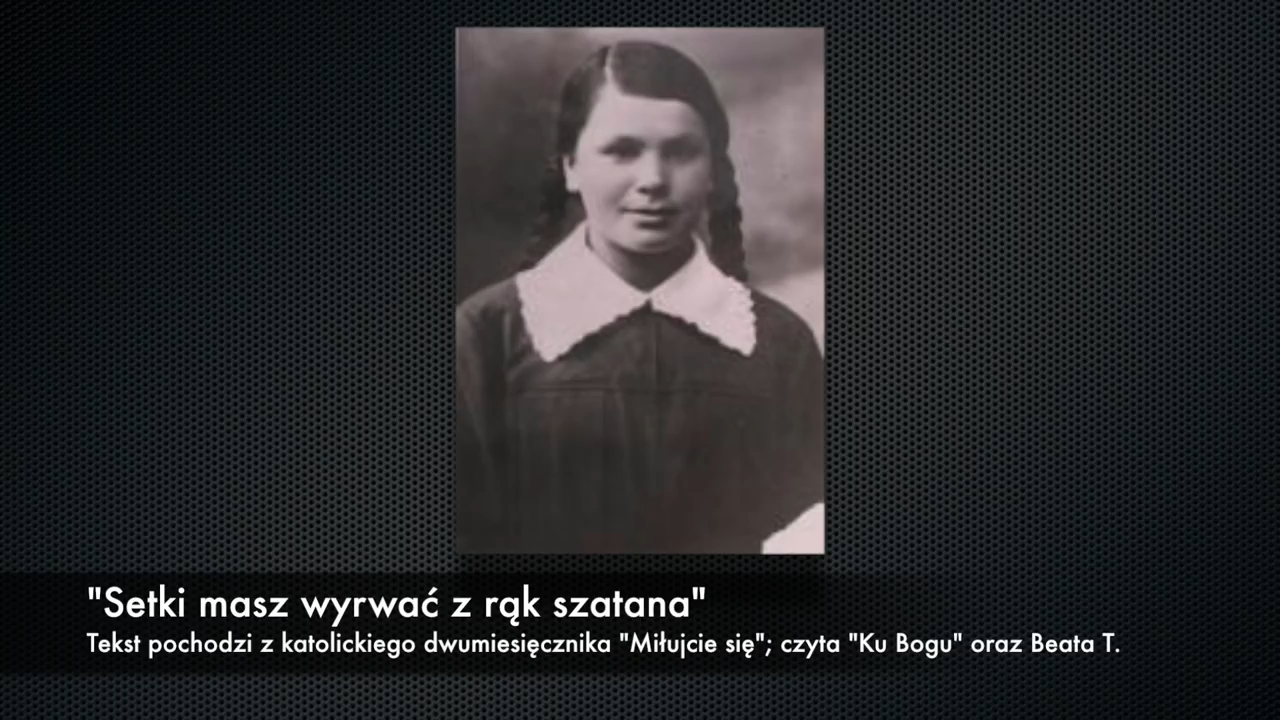 "Setki masz wyrwać z rąk szatana"
Tekst pochodzi z katolickiego dwumiesięcznika "Miłujcie się"; czyta "Ku Bogu" oraz Beata T.